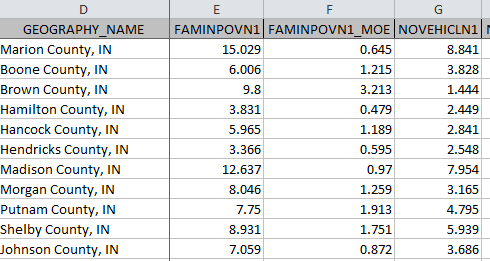 D E F G
GEOGRAPHY_NAME FAMINPOVN1 FAMINPOVN1_MOE NOVEHICLN1
Marion County, IN 15.029 0.645 8.841
Boone County, IN 6.006 1.215 3.828
Brown County, IN 9.8 3.213 1.444
Hamilton County, IN 3.831 0.479 2.449
Hancock County, IN 5.965 1.189 2.841
Hendricks County, IN 3.366 0.595 2.548
Madison County, IN 12.637 0.97 7.954
Morgan County, IN 8.046 1.259 3.165
Putnam County, IN 7.75 1.913 4.795
Shelby County, IN 8.931 1.751 5.939
Johnson County, IN 7.059 0.872 3.686